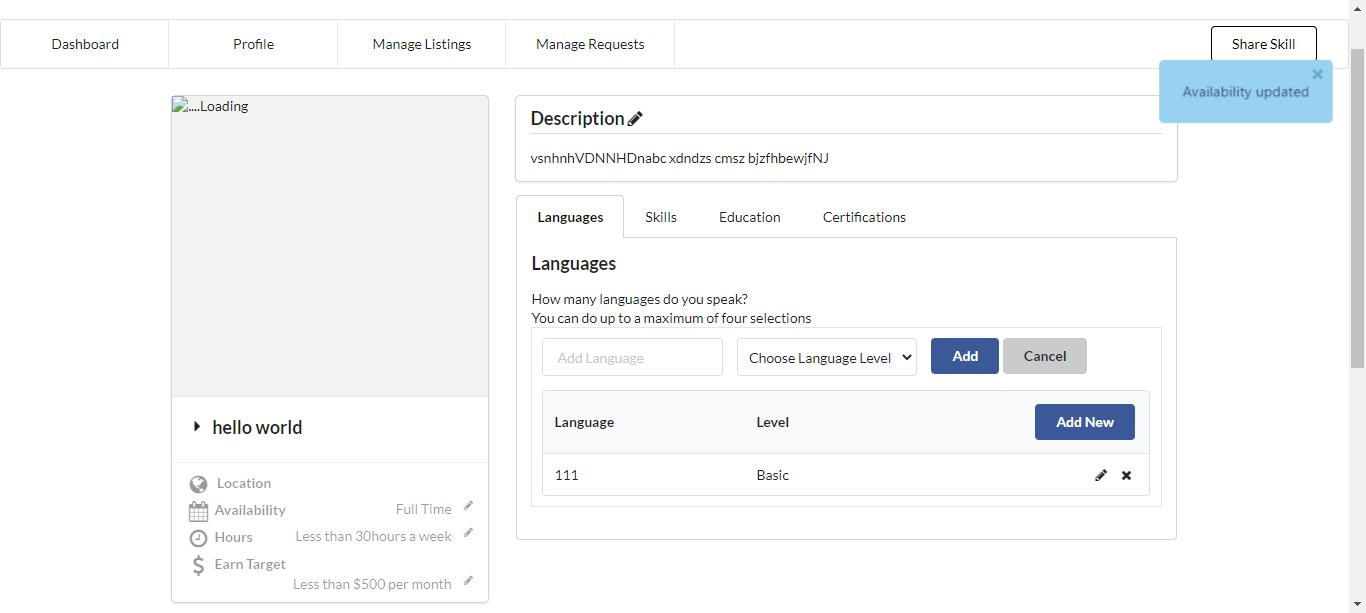 Dashboard
Profile
Manage Listings
Manage Requests
Share Skill
Availability updated
....Loading
hello world
Location
Availability
Full Time
Hours
Less than 30hours a week
Earn Target
Less than $500 per month
Description
vsnhnhVDNNHDnabc xdndzs cmsz bjzfhbewjfNJ
Languages
Skills
Education
Certifications
Languages
How many languages do you speak?
You can do up to a maximum of four selections
Add Language
Choose Language Level
Add
Cancel
Language
Level
Add New
111
Basic